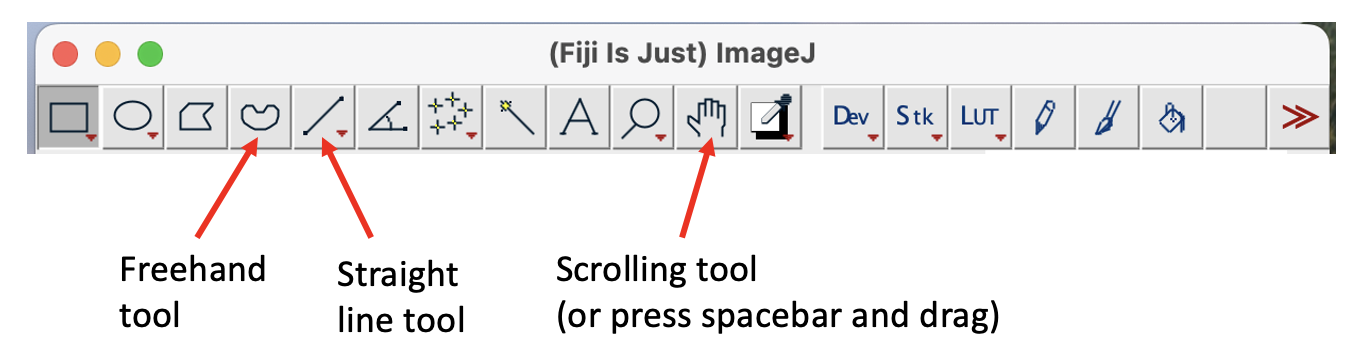 (Fiji Is Just) ImageJ
A Dev Stk LUT
Freehand
tool
Straight
line tool
Scrolling tool
(or press spacebar and drag)